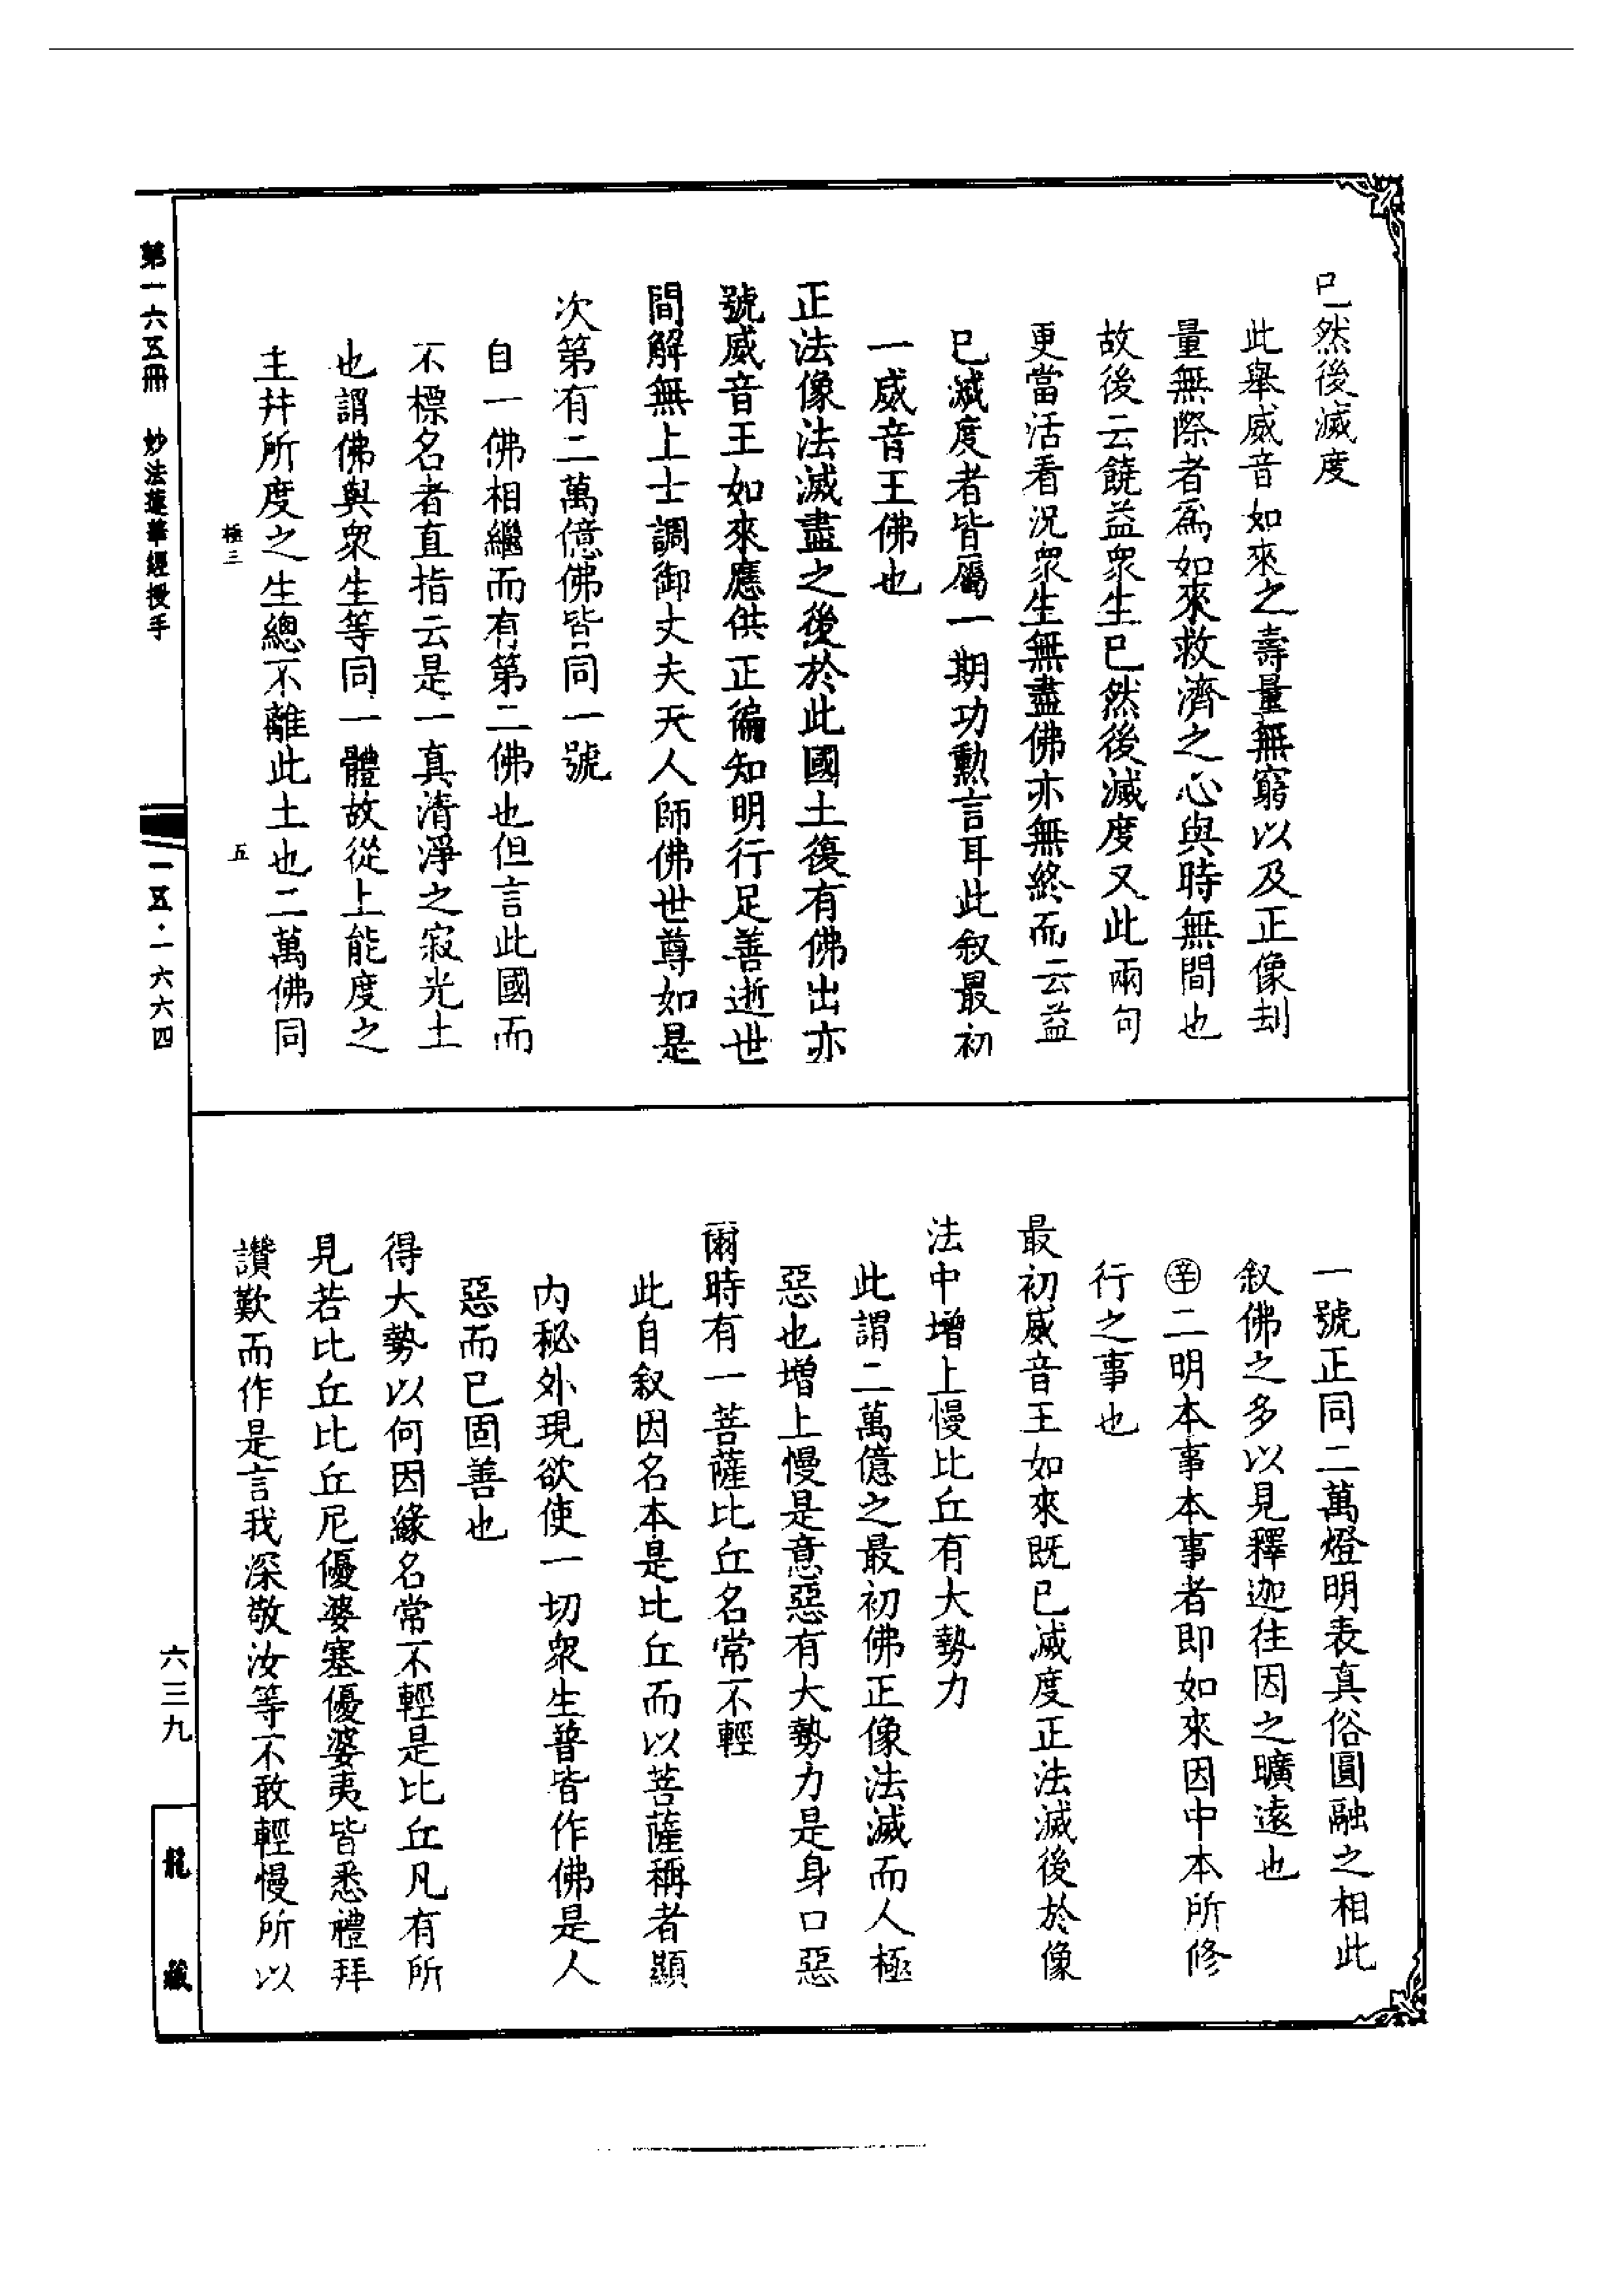 已然後滅度
此舉威音如來之壽量無窮以及正像刦
量無際者爲如來救濟之心與時無間也
故後云饒益衆生已然後滅度又此兩句
更當活看況衆生無盡佛亦無終而云益
已滅度者皆屬一期功勳言耳此叙最初
一威音王佛也
正法像法滅盡之後於此國土復有佛出亦
號威音王如來應供正徧知明行足善逝世
間解無上士調御丈夫天人師佛世尊如是
次第有二萬億佛皆同一號
自一佛相繼而有第二佛也但言此國而
不標名者直指云是一真清淨之寂光土
也謂佛與衆生等同一體故從上能度之
主并所度之生總不離此土也二萬佛同
極三
五
一號正同二萬燈明表真俗圓融之相此
叙佛之多以見釋迦往因之曠遠也
㊛二明本事本事者即如來因中本所修
行之事也
最初威音王如來既已滅度正法滅後於像
法中增上慢比丘有大勢力
此謂二萬億之最初佛正像法滅而人極
惡也增上慢是意惡有大勢力是身口惡
爾時有一菩薩比丘名常不輕
此自叙因名本是比丘而以菩薩稱者顯
内秘外現欲使一切衆生普皆作佛是人
惡而已固善也
得大勢以何因緣名常不輕是比丘凡有所
見若比丘比丘尼優婆塞優婆夷皆悉禮拜
讚歎而作是言我深敬汝等不敢輕慢所以
第一六五冊 妙法蓮華經授手
一五·一六六四
六三九
龍藏